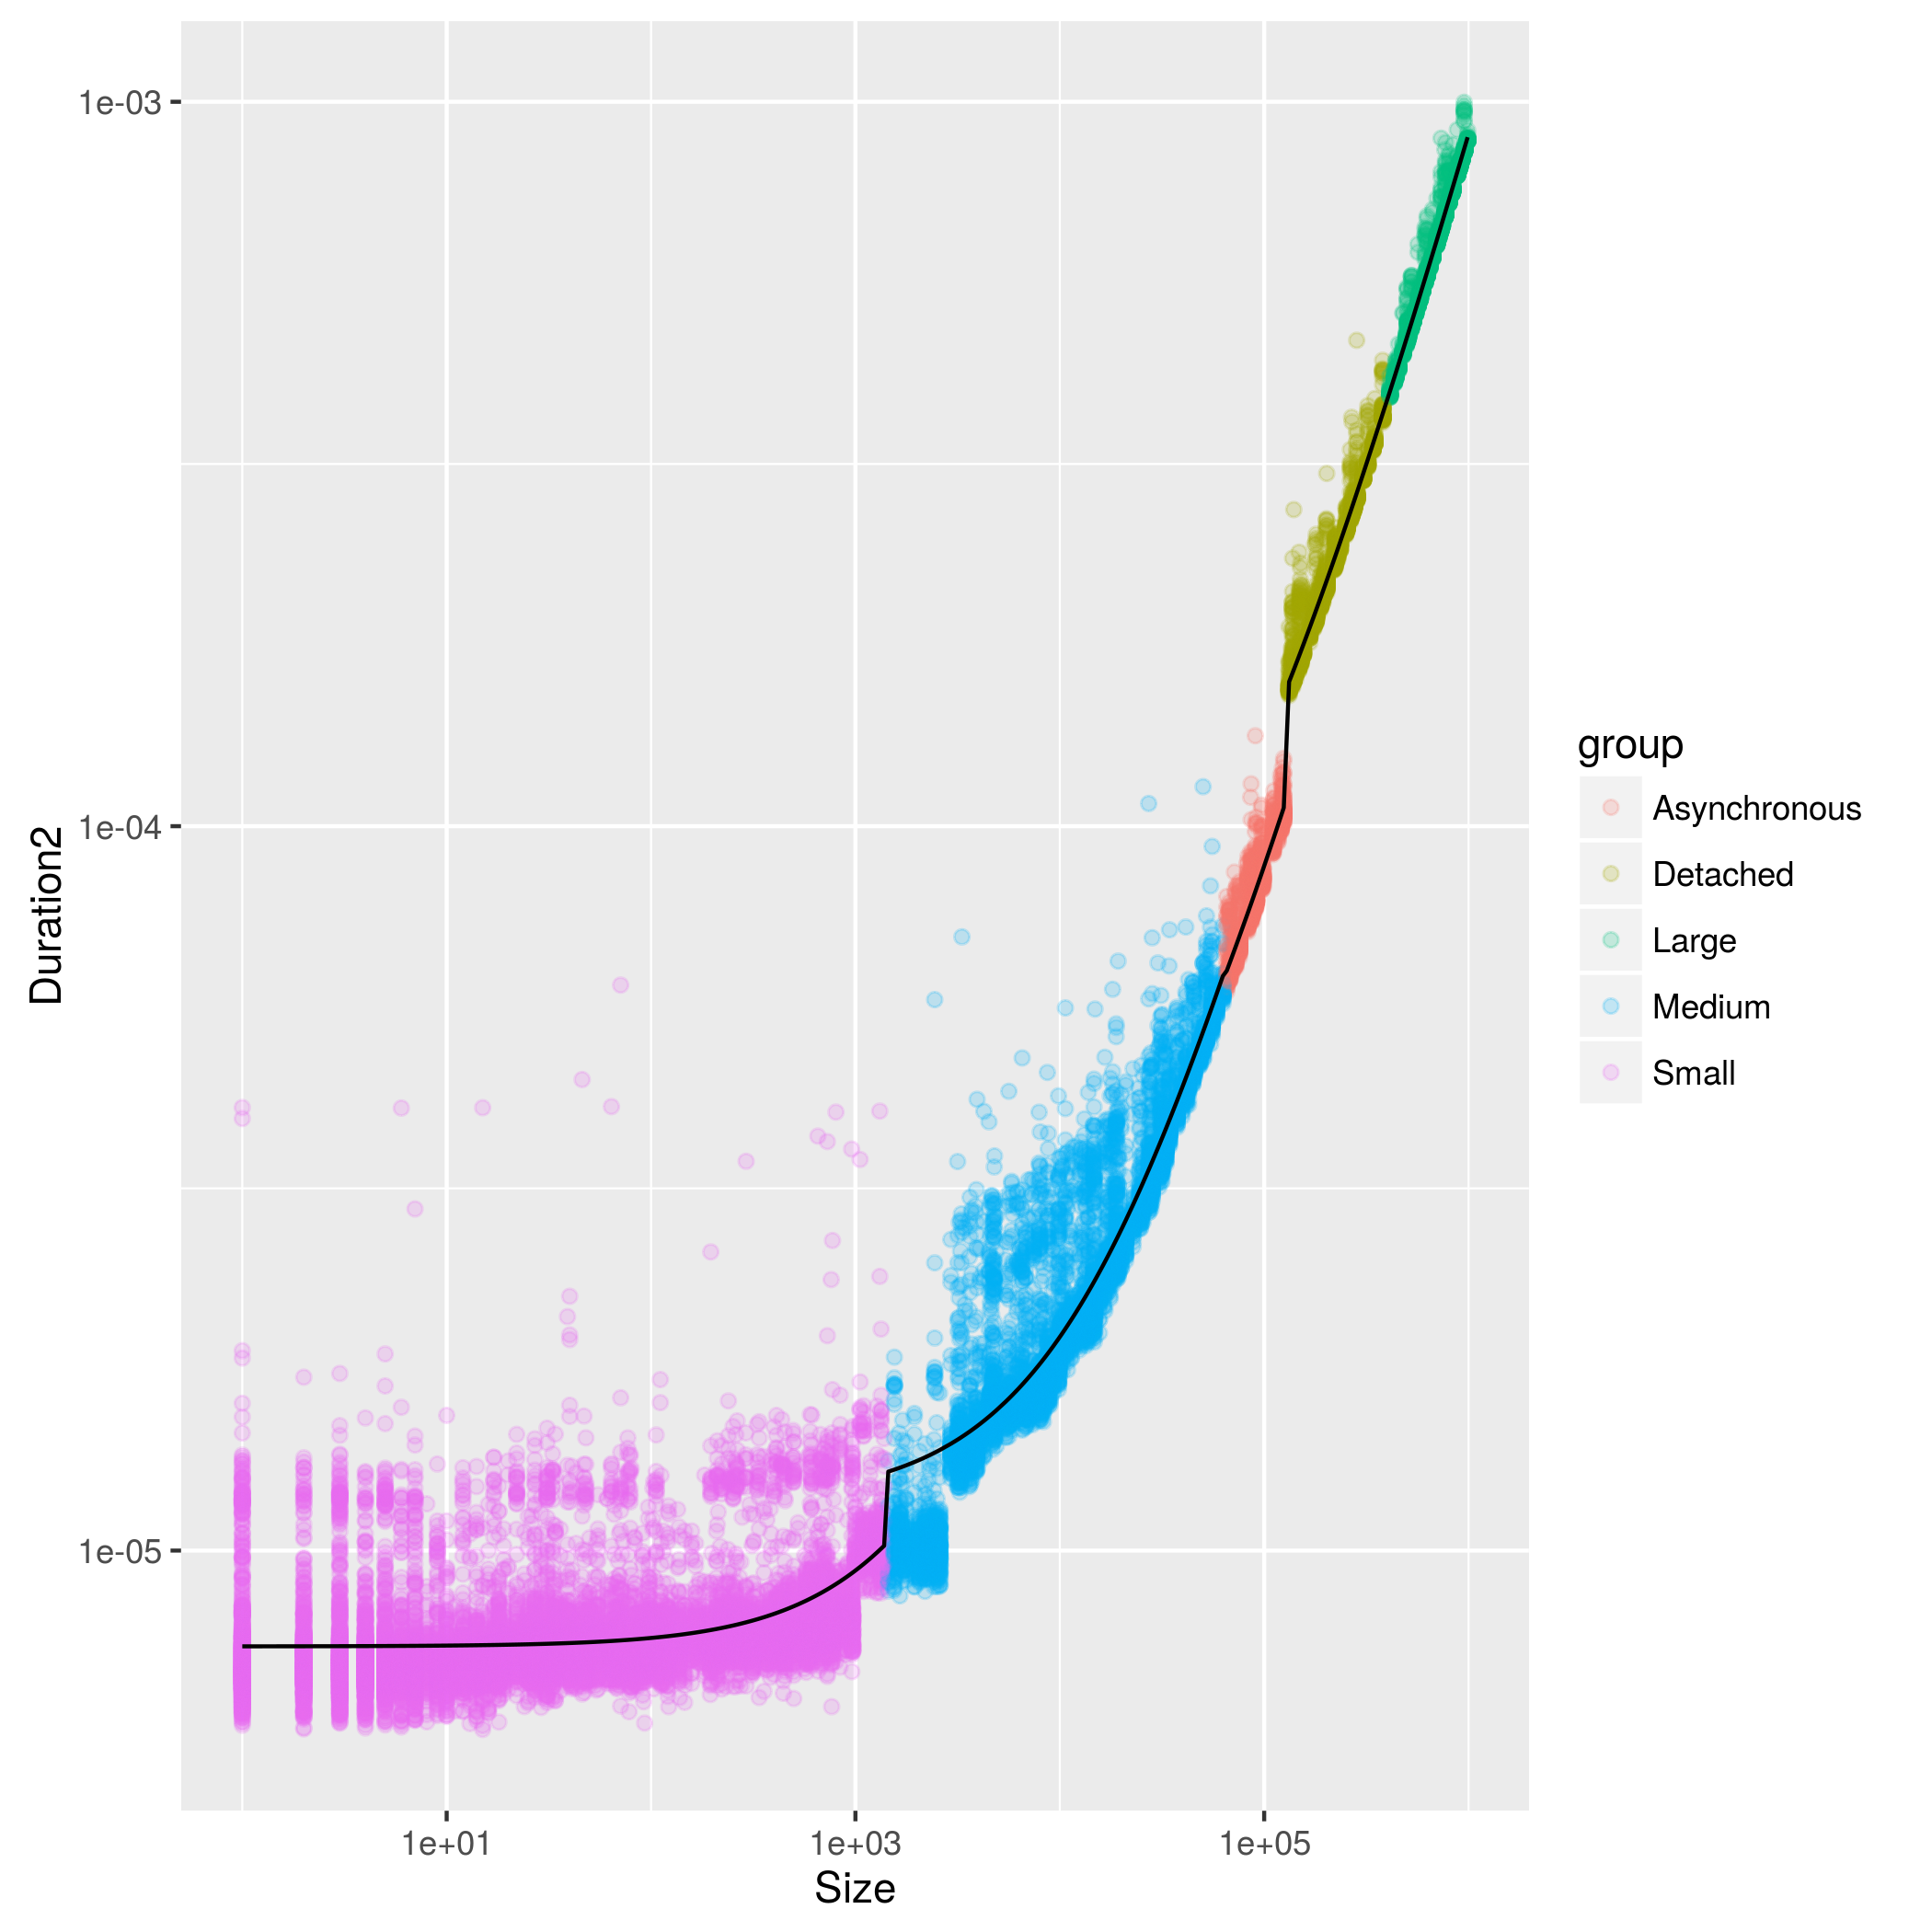 1e-03
1e-04
1e-05
Duration2
1e+01
1e+03
1e+05
Size
group
Asynchronous
Detached
Large
Medium
Small